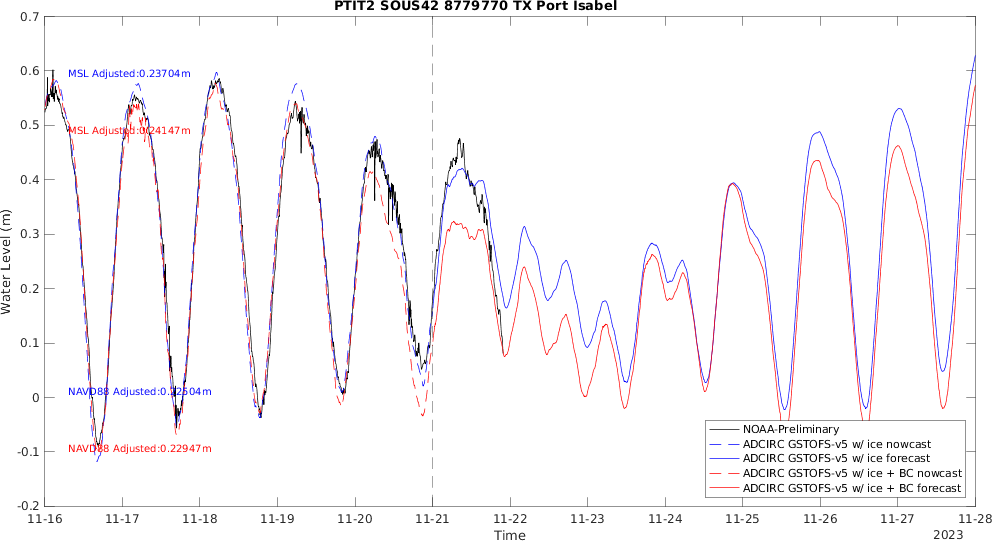 PTIT2 SOUS42 8779770 TX Port Isabel
0.7
0.6
0.5
0.4
0.3
0.2
0.1
0
-0.1
-0.2
Water Level (m)
MSL Adjusted:0.23704m
MSL Adjusted:0.24147m
NAVD88 Adjusted:0.22504m
NAVD88 Adjusted:0.22947m
NOAA-Preliminary
ADCIRC GSTOFS-v5 w/ ice nowcast
ADCIRC GSTOFS-v5 w/ ice forecast
ADCIRC GSTOFS-v5 w/ ice + BC nowcast
ADCIRC GSTOFS-v5 w/ ice + BC forecast
11-16 11-17 11-18 11-19 11-20 11-21 11-22 11-23 11-24 11-25 11-26 11-27 11-28
Time
2023